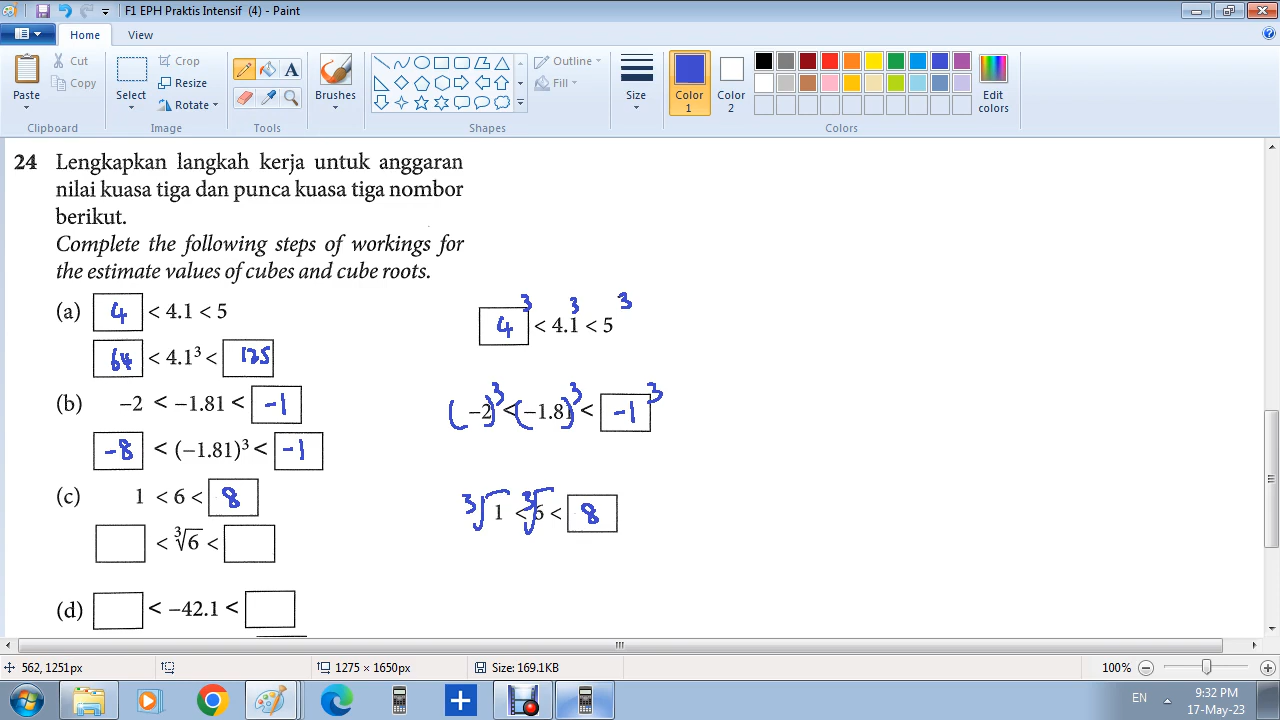 F1 EPH Praktis Intensif (4) - Paint
Home View
Paste Cut Copy Clipboard
Select Crop Resize Rotate Image
Tools
Brushes
Shapes Outline Fill
Size
Color 1 Color 2 Edit colors Colors
24 Lengkapkan langkah kerja untuk anggaran
nilai kuasa tiga dan punca kuasa tiga nombor
berikut.
Complete the following steps of workings for
the estimate values of cubes and cube roots.
(a) 4 < 4.1 < 5
4³ < 4.1³ < 5³
64 < 4.1³ < 125
(b) −2 < −1.81 < −1
(−2)³ < (−1.81)³ < −1³
−8 < (−1.81)³ < −1
(c) 1 < 6 < 8
∛1 < ∛6 < 8
< ∛6 <
(d) < −42.1 <
562, 1251px 1275 × 1650px Size: 169.1KB 100%
EN 9:32 PM
17-May-23